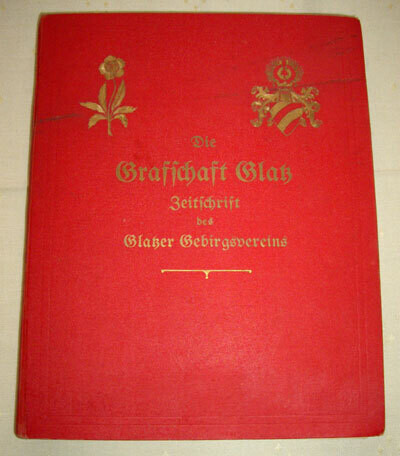 Die
Grafſchaft Glatz
Zeitſchrift
des
Glatzer Gebirgsvereins